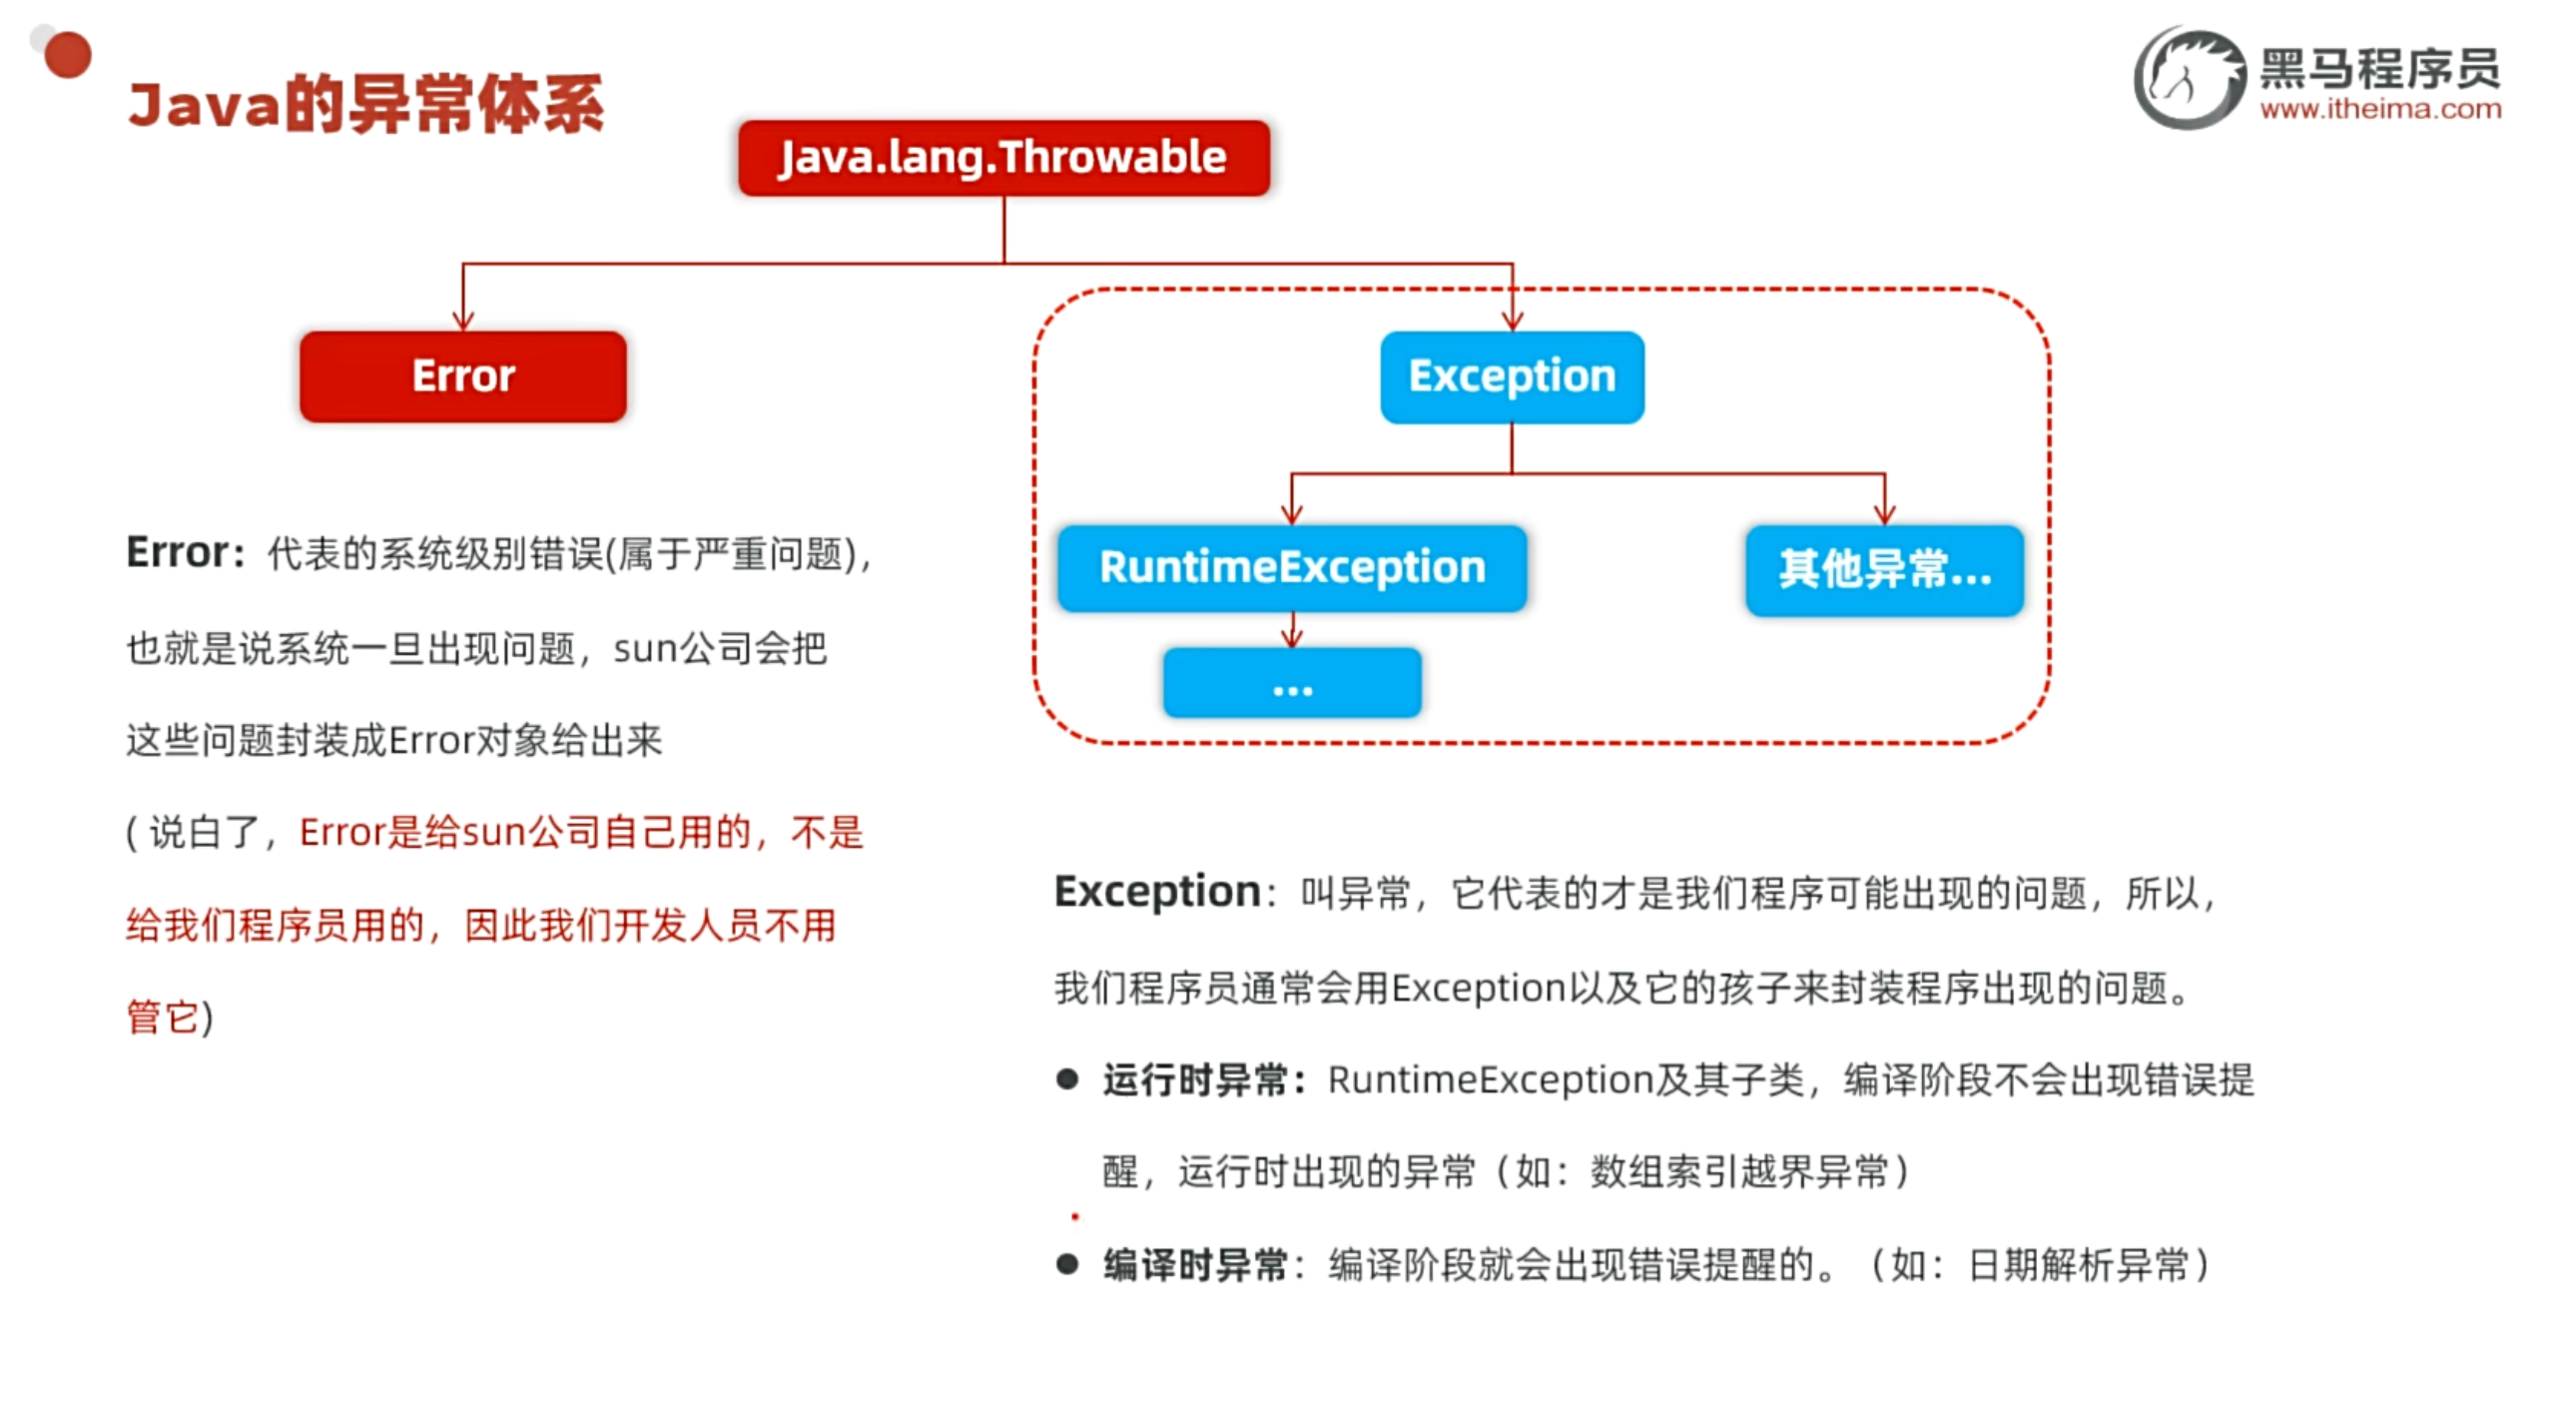 Java的异常体系
黑马程序员
www.itheima.com
Java.lang.Throwable
Error
Exception
RuntimeException
其他异常...
...
Error：代表的系统级别错误(属于严重问题)，
也就是说系统一旦出现问题，sun公司会把
这些问题封装成Error对象给出来
( 说白了，Error是给sun公司自己用的，不是
给我们程序员用的，因此我们开发人员不用
管它)
Exception：叫异常，它代表的才是我们程序可能出现的问题，所以，
我们程序员通常会用Exception以及它的孩子来封装程序出现的问题。
● 运行时异常：RuntimeException及其子类，编译阶段不会出现错误提
醒，运行时出现的异常（如：数组索引越界异常）
● 编译时异常：编译阶段就会出现错误提醒的。（如：日期解析异常）